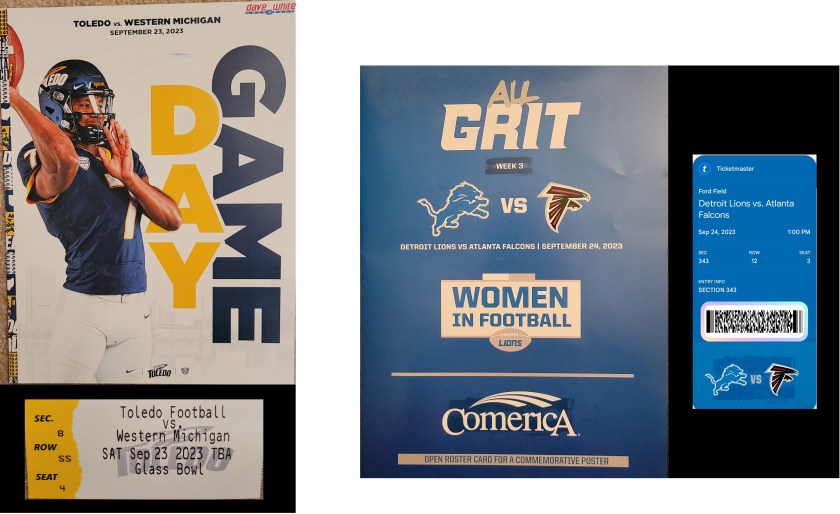 dave white
TOLEDO vs. WESTERN MICHIGAN
SEPTEMBER 23, 2023
GAME
DAY
TOLEDO
7
TOLEDO
SEC.
8
ROW
SS
SEAT
4
Toledo Football
vs.
Western Michigan
SAT Sep 23 2023 TBA
Glass Bowl
TOLEDO
ALL
GRIT
WEEK 3
VS
DETROIT LIONS VS ATLANTA FALCONS | SEPTEMBER 24, 2023
WOMEN
IN FOOTBALL
LIONS
ComericA
OPEN ROSTER CARD FOR A COMMEMORATIVE POSTER
t Ticketmaster
Ford Field
Detroit Lions vs. Atlanta
Falcons
Sep 24, 2023 1:00 PM
SEC ROW SEAT
343 12 3
ENTRY INFO
SECTION 343
VS